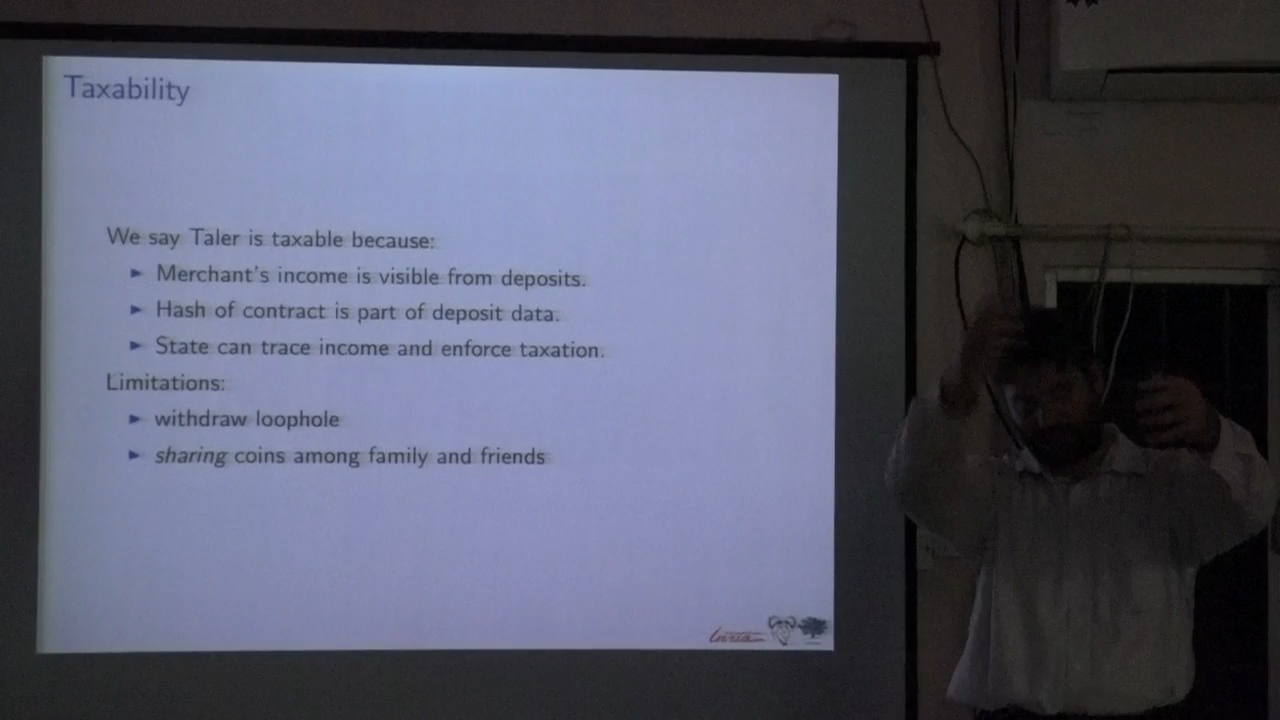 Taxability
We say Taler is taxable because:
► Merchant's income is visible from deposits.
► Hash of contract is part of deposit data.
► State can trace income and enforce taxation.
Limitations:
► withdraw loophole
► sharing coins among family and friends
Inria